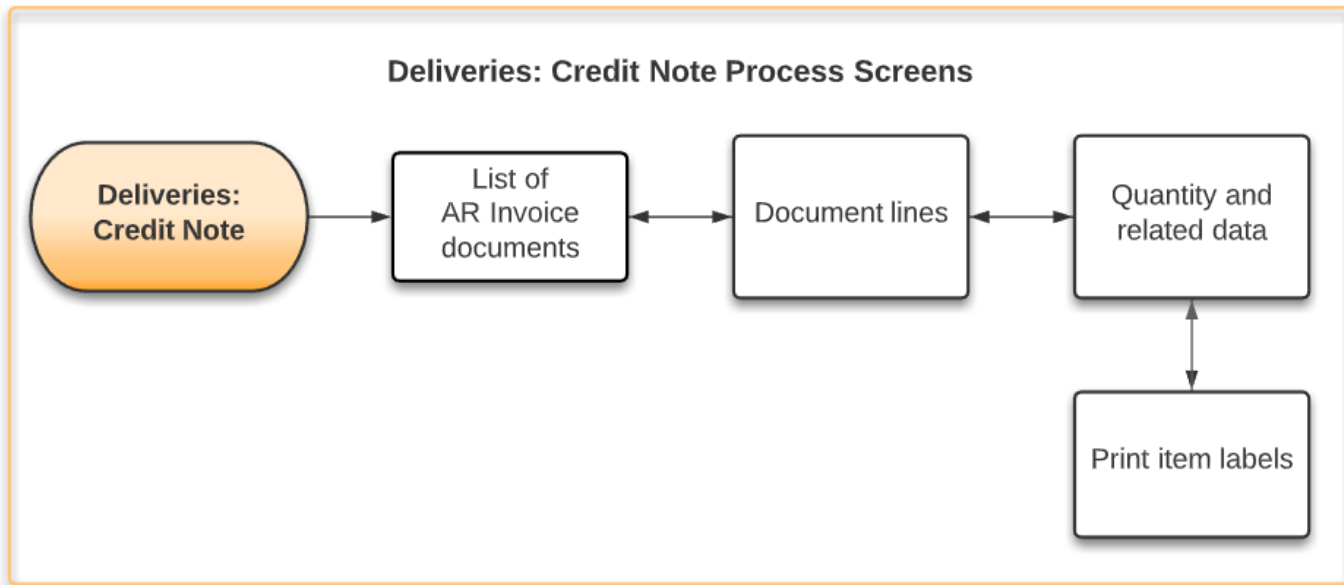 Deliveries: Credit Note Process Screens
Deliveries:
Credit Note
List of
AR Invoice
documents
Document lines
Quantity and
related data
Print item labels